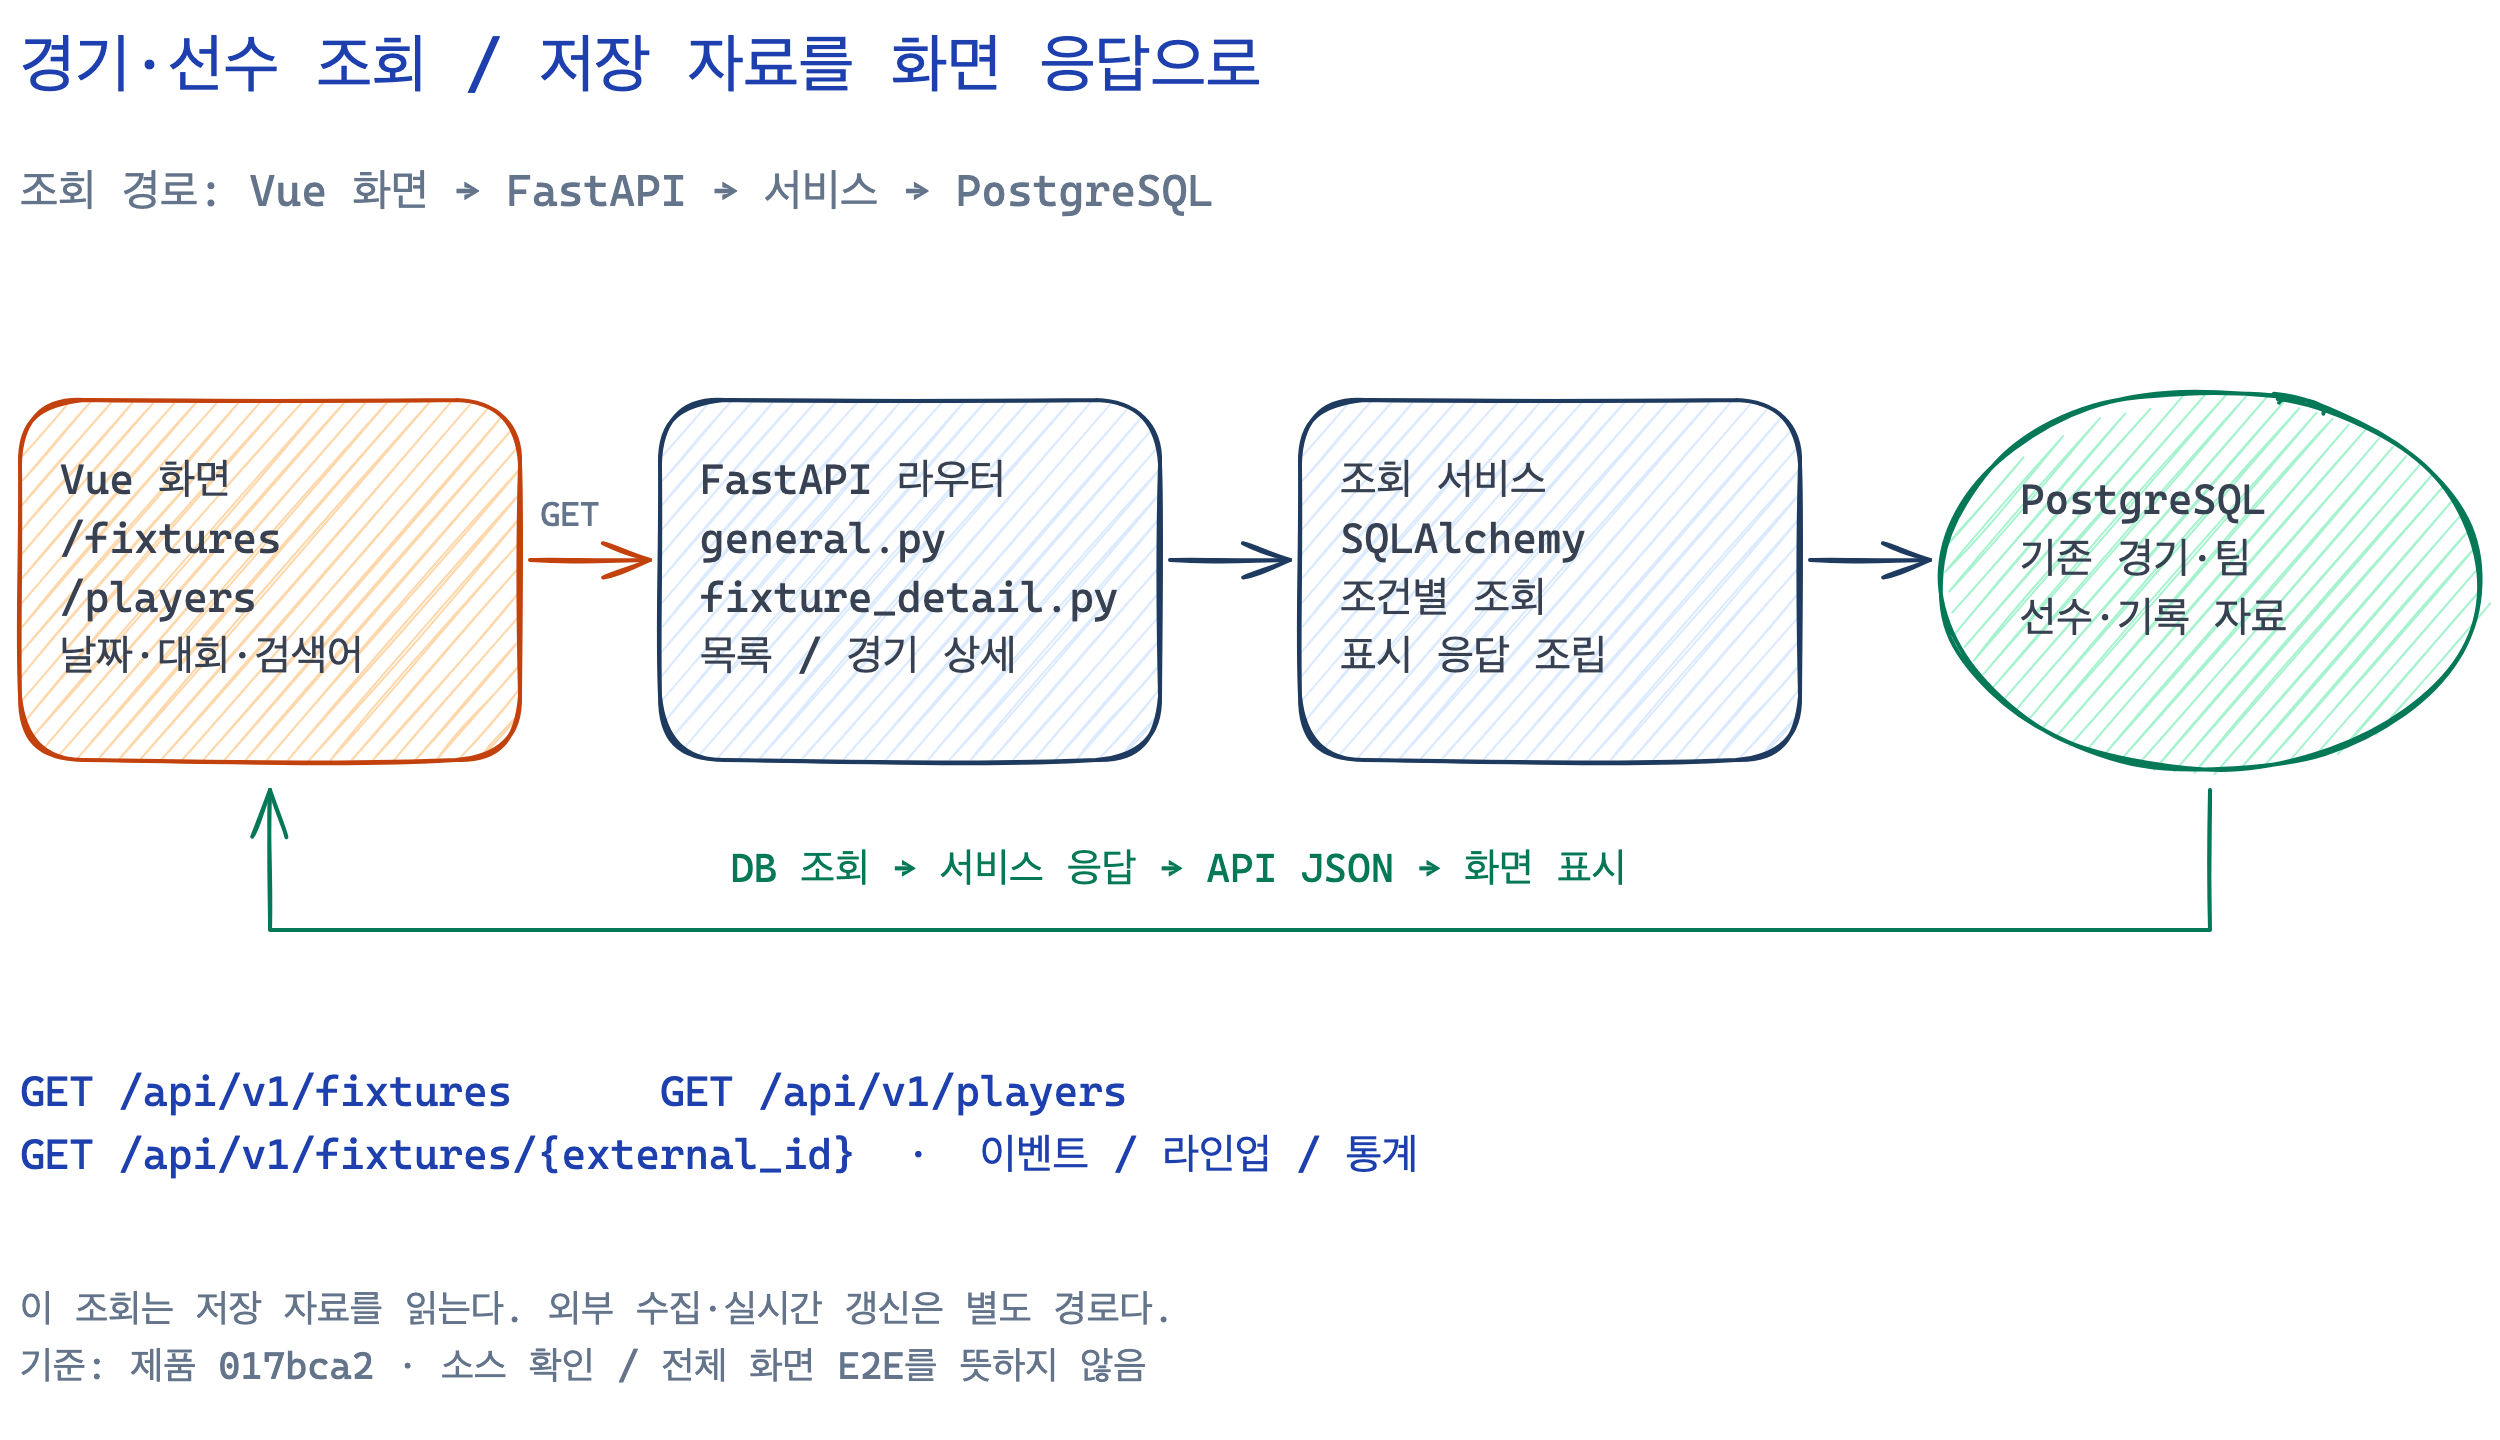 경기·선수 조회 / 저장 자료를 화면 응답으로
조회 경로: Vue 화면 → FastAPI → 서비스 → PostgreSQL
Vue 화면
/fixtures
/players
날짜·대회·검색어
GET
FastAPI 라우터
general.py
fixture_detail.py
목록 / 경기 상세
조회 서비스
SQLAlchemy
조건별 조회
표시 응답 조립
PostgreSQL
기존 경기·팀
선수·기록 자료
DB 조회 → 서비스 응답 → API JSON → 화면 표시
GET /api/v1/fixtures GET /api/v1/players
GET /api/v1/fixtures/{external_id} · 이벤트 / 라인업 / 통계
이 조회는 저장 자료를 읽는다. 외부 수집·실시간 갱신은 별도 경로다.
기준: 제품 017bca2 · 소스 확인 / 전체 화면 E2E를 뜻하지 않음